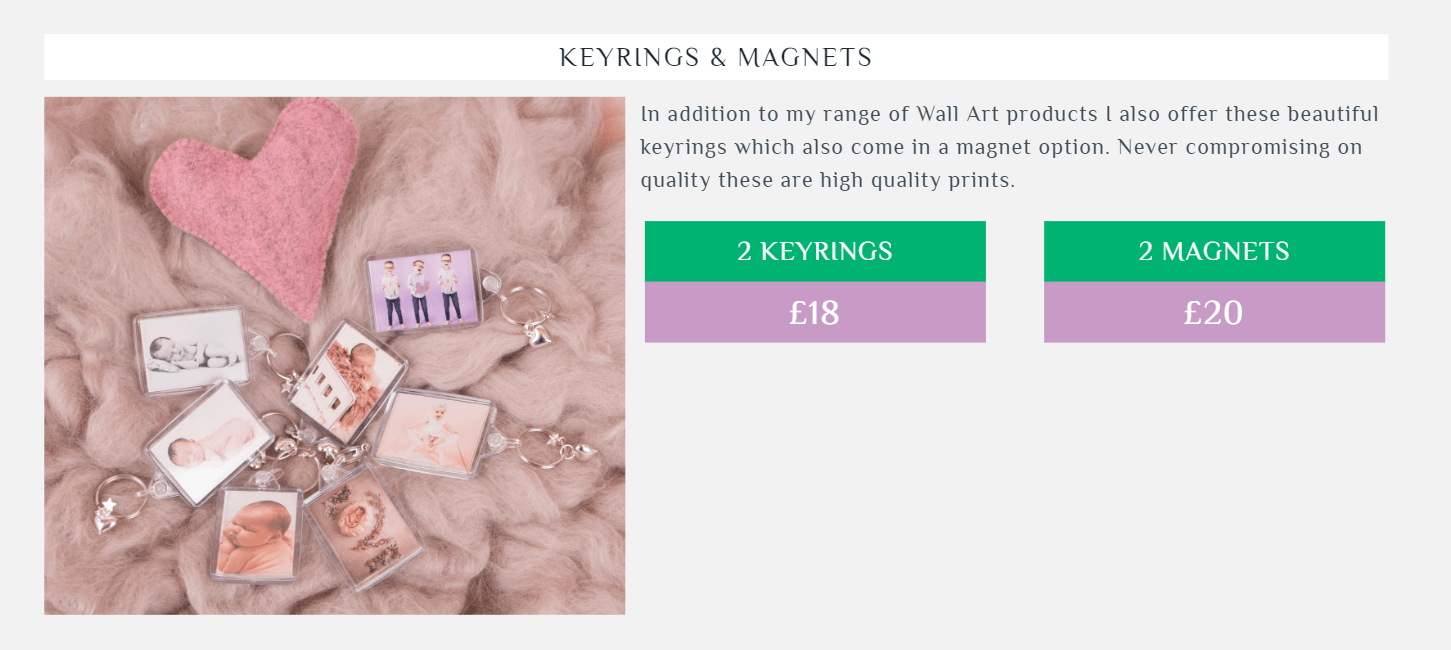 KEYRINGS & MAGNETS
In addition to my range of Wall Art products I also offer these beautiful
keyrings which also come in a magnet option. Never compromising on
quality these are high quality prints.
2 KEYRINGS
2 MAGNETS
£18
£20